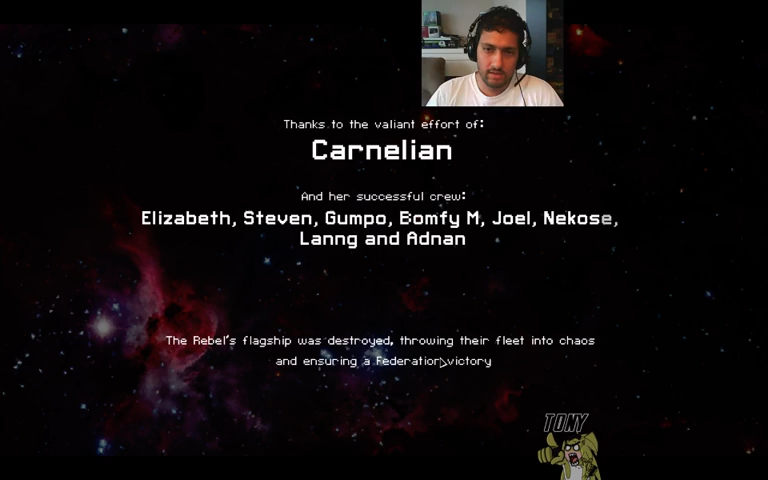 Thanks to the valiant effort of:
Carnelian
And her successful crew:
Elizabeth, Steven, Gumpo, Bomfy M, Joel, Nekose,
Lanng and Adnan
The Rebel's flagship was destroyed, throwing their fleet into chaos
and ensuring a Federation victory
TONY